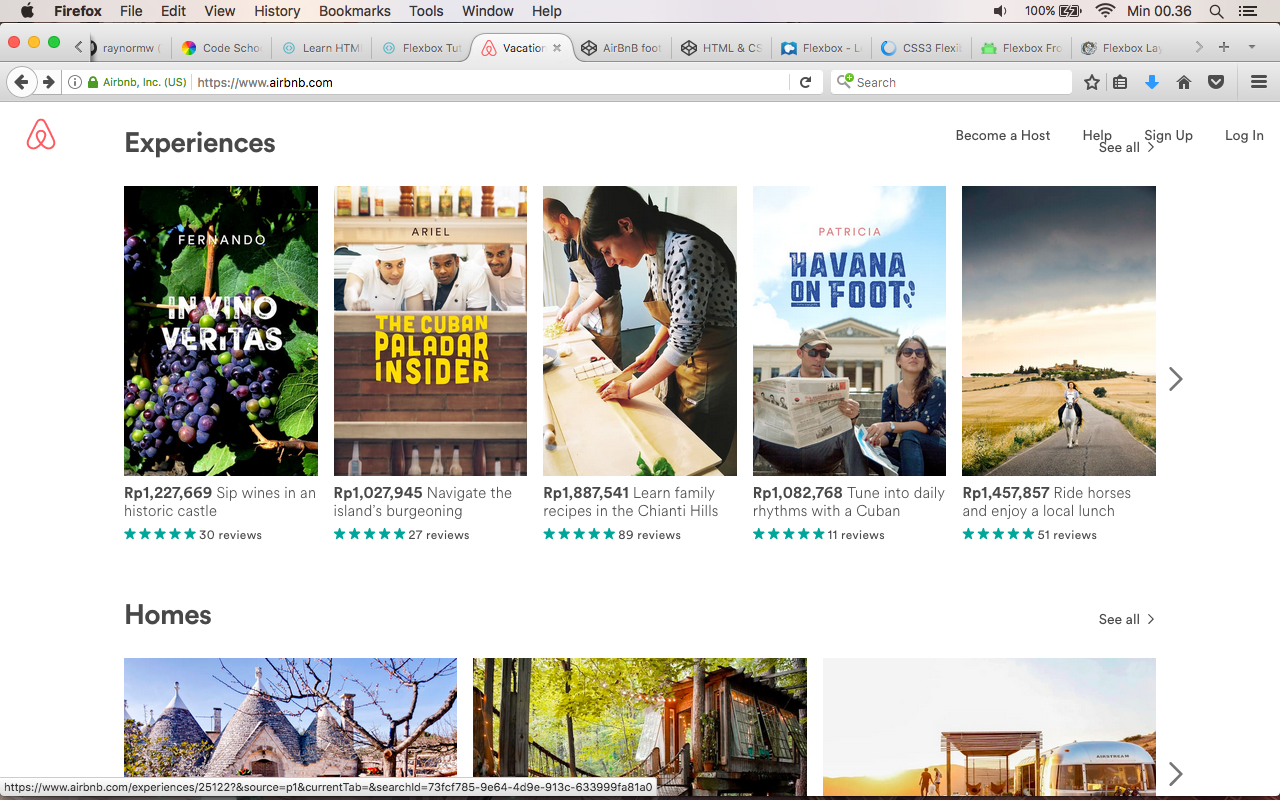 Firefox File Edit View History Bookmarks Tools Window Help 100% Min 00.36
raynormw ( Code Schoo Learn HTML Flexbox Tut Vacation AirBnB foot HTML & CS Flexbox - L CSS3 Flexib Flexbox Fro Flexbox Lay
Airbnb, Inc. (US) https://www.airbnb.com Search
Become a Host Help Sign Up Log In
Experiences See all
FERNANDO
IN VINO
VERITAS
ARIEL
THE CUBAN
PALADAR
INSIDER
PATRICIA
HAVANA
ON FOOT
Rp1,227,669 Sip wines in an
historic castle
30 reviews
Rp1,027,945 Navigate the
island's burgeoning
27 reviews
Rp1,887,541 Learn family
recipes in the Chianti Hills
89 reviews
Rp1,082,768 Tune into daily
rhythms with a Cuban
11 reviews
Rp1,457,857 Ride horses
and enjoy a local lunch
51 reviews
Homes See all
AIRSTREAM
https://www.airbnb.com/experiences/25122?&source=p1&currentTab=&searchId=73fcf785-9e64-4d9e-913c-633999fa81a0